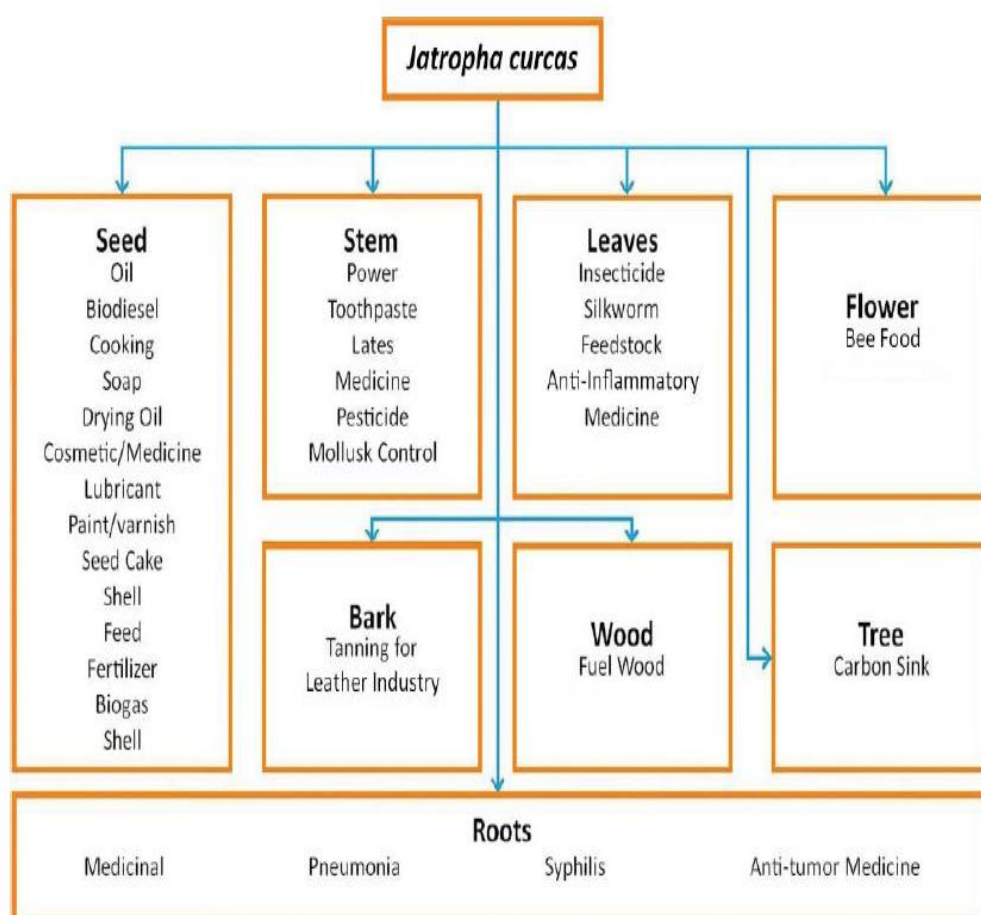 Jatropha curcas
Seed
Oil
Biodiesel
Cooking
Soap
Drying Oil
Cosmetic/Medicine
Lubricant
Paint/varnish
Seed Cake
Shell
Feed
Fertilizer
Biogas
Shell
Stem
Power
Toothpaste
Lates
Medicine
Pesticide
Mollusk Control
Leaves
Insecticide
Silkworm
Feedstock
Anti-Inflammatory
Medicine
Flower
Bee Food
Bark
Tanning for
Leather Industry
Wood
Fuel Wood
Tree
Carbon Sink
Roots
Medicinal Pneumonia Syphilis Anti-tumor Medicine